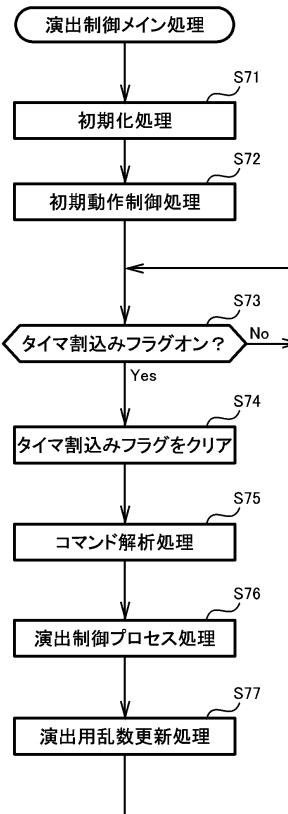 演出制御メイン処理
S71
初期化処理
S72
初期動作制御処理
S73
タイマ割込みフラグオン？
No
Yes
S74
タイマ割込みフラグをクリア
S75
コマンド解析処理
S76
演出制御プロセス処理
S77
演出用乱数更新処理